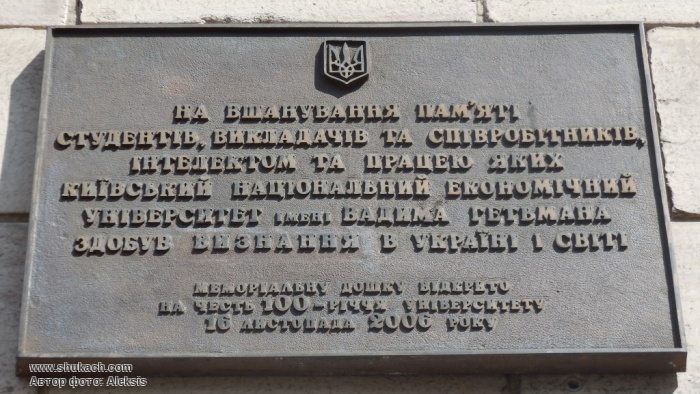 НА ВШАНУВАННЯ ПАМ'ЯТІ
СТУДЕНТІВ, ВИКЛАДАЧІВ ТА СПІВРОБІТНИКІВ,
ІНТЕЛЕКТОМ ТА ПРАЦЕЮ ЯКИХ
КИЇВСЬКИЙ НАЦІОНАЛЬНИЙ ЕКОНОМІЧНИЙ
УНІВЕРСИТЕТ ІМЕНІ ВАДИМА ГЕТЬМАНА
ЗДОБУВ ВИЗНАННЯ В УКРАЇНІ І СВІТІ
МЕМОРІАЛЬНУ ДОШКУ ВІДКРИТО
НА ЧЕСТЬ 100-РІЧЧЯ УНІВЕРСИТЕТУ
16 ЛИСТОПАДА 2006 РОКУ
www.shukach.com
Автор фото: Aleksis